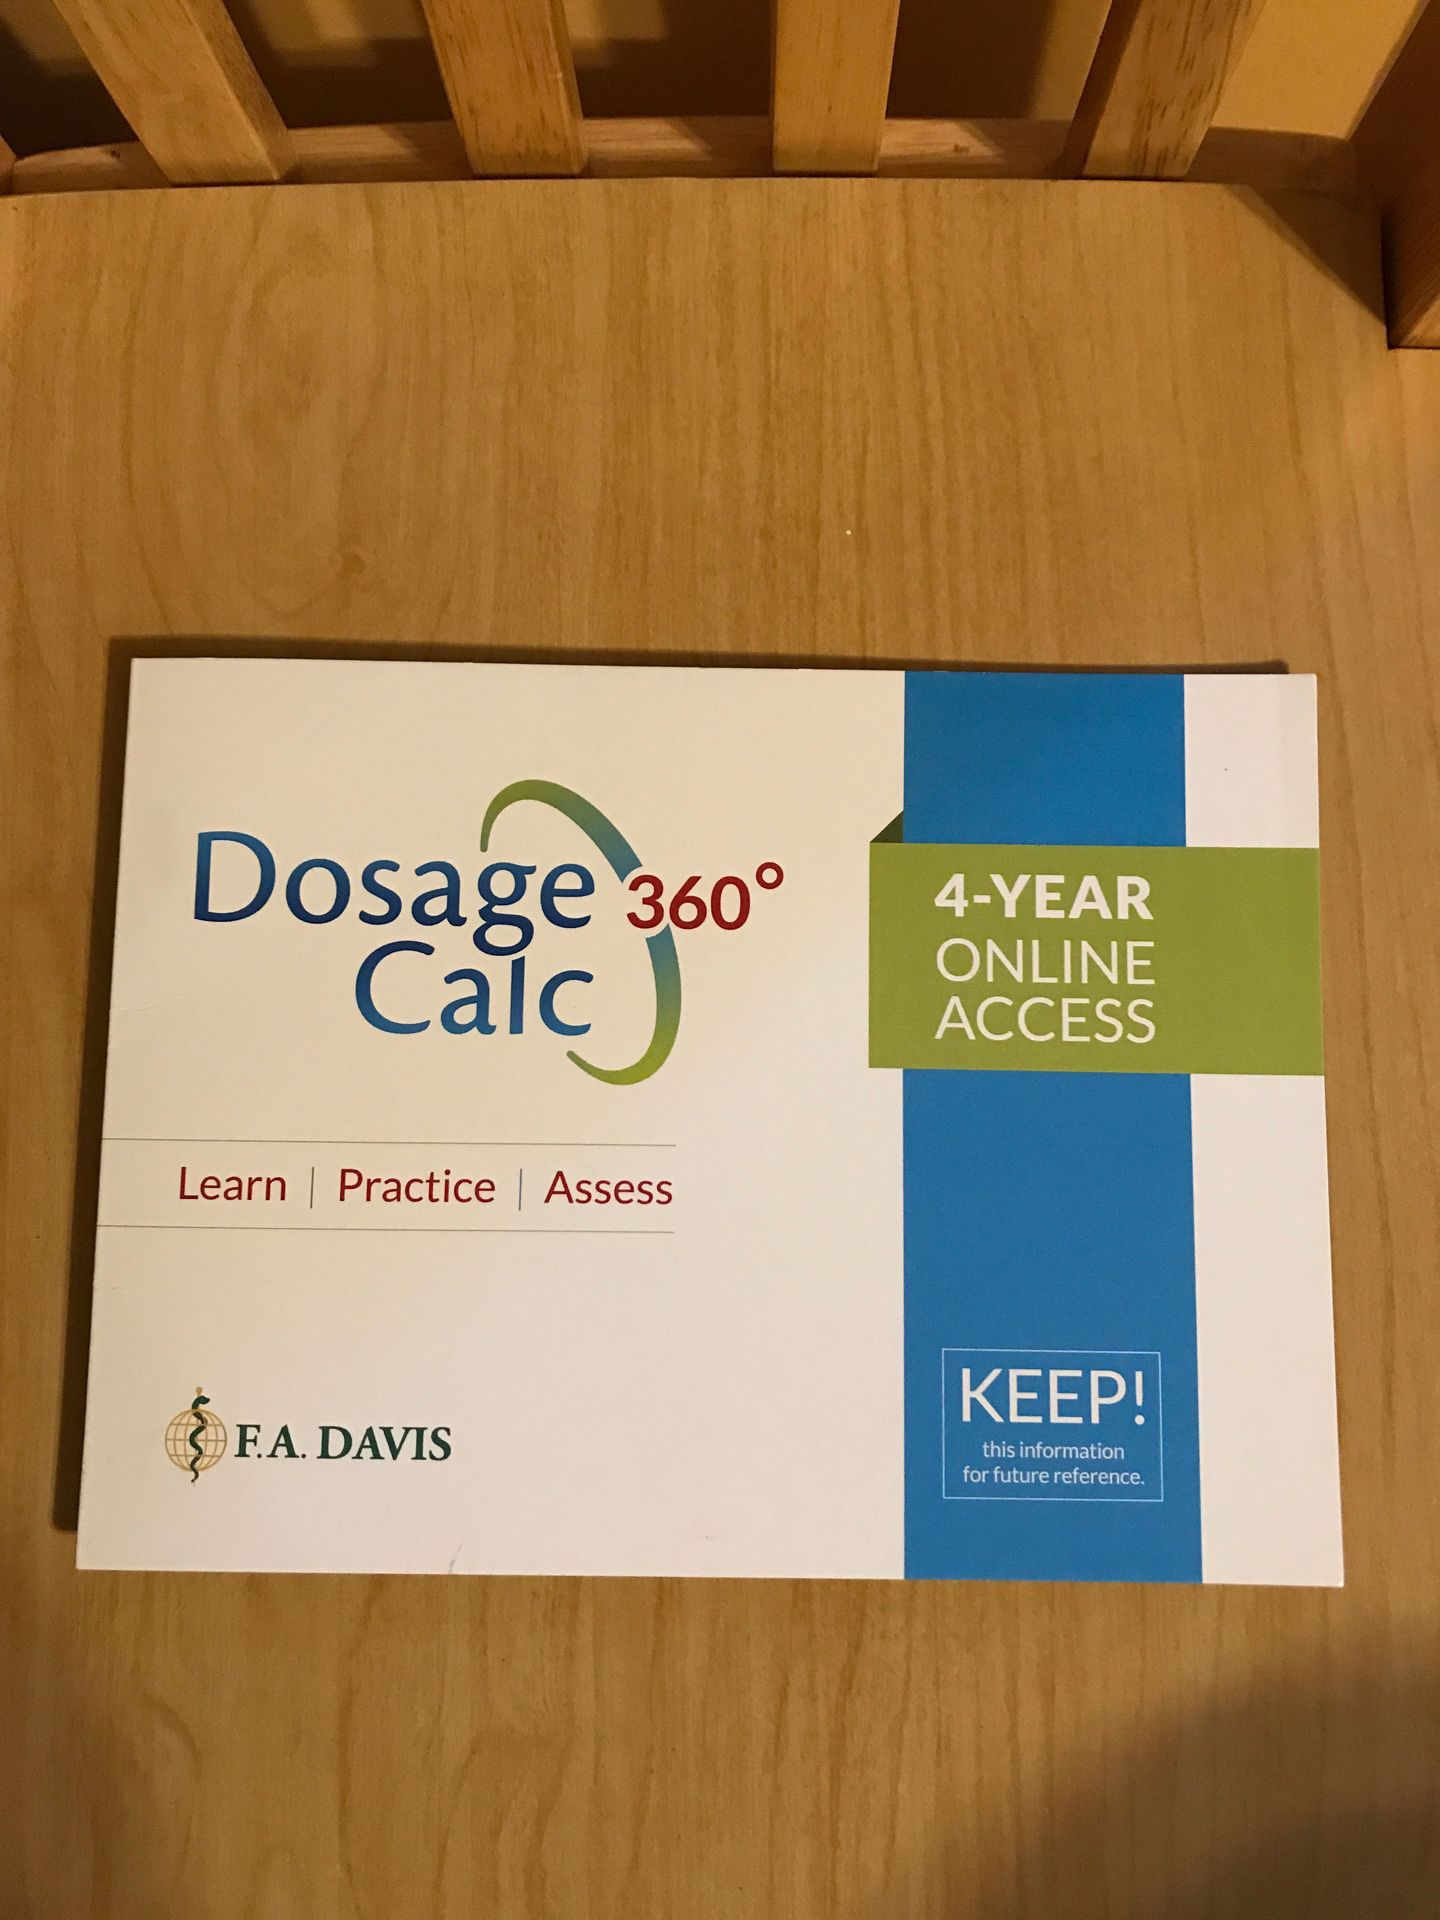 Dosage 360°
Calc
Learn | Practice | Assess
F.A. DAVIS
4-YEAR
ONLINE
ACCESS
KEEP!
this information
for future reference.